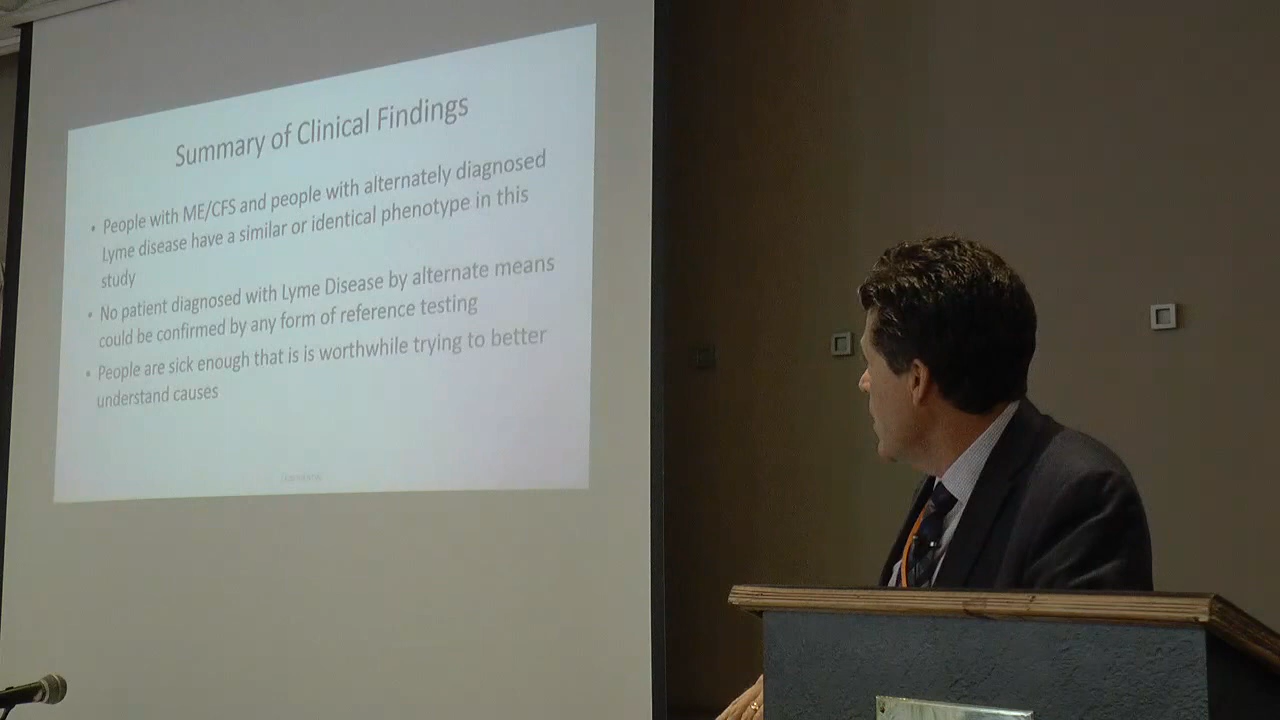 Summary of Clinical Findings
• People with ME/CFS and people with alternately diagnosed
Lyme disease have a similar or identical phenotype in this
study
• No patient diagnosed with Lyme Disease by alternate means
could be confirmed by any form of reference testing
• People are sick enough that is is worthwhile trying to better
understand causes